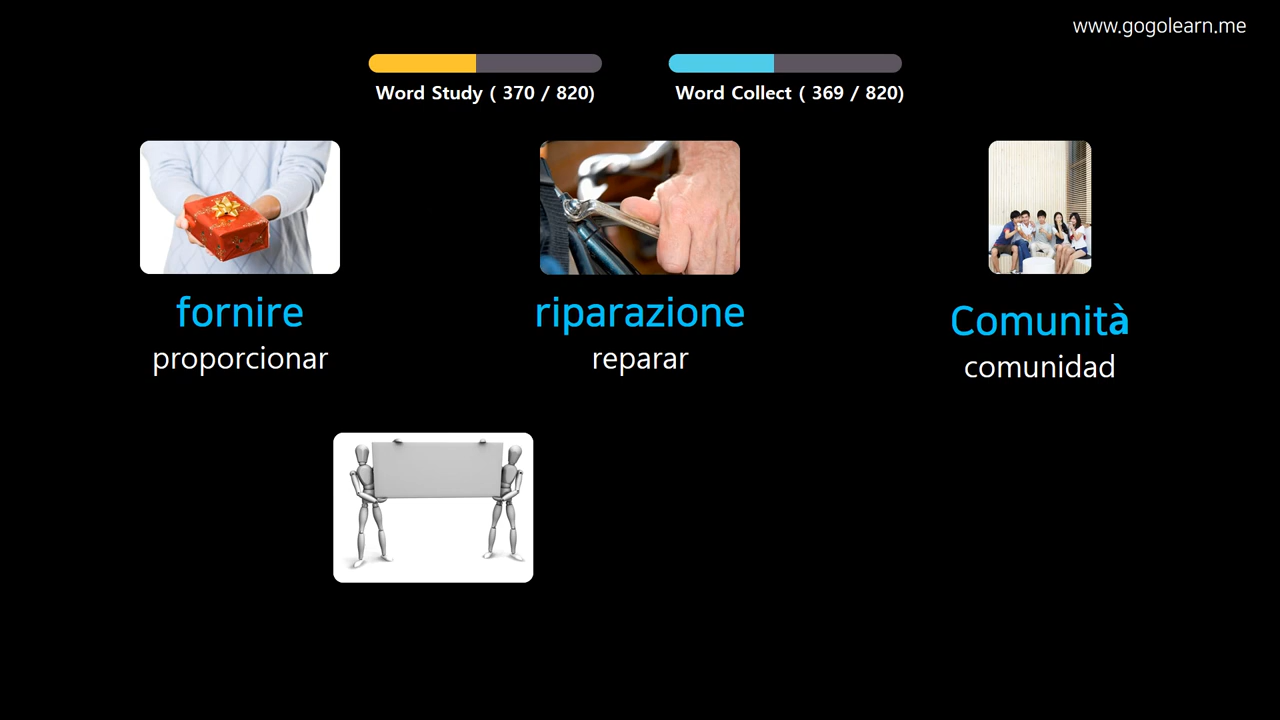 www.gogolearn.me
Word Study ( 370 / 820)
Word Collect ( 369 / 820)
fornire
proporcionar
riparazione
reparar
Comunità
comunidad